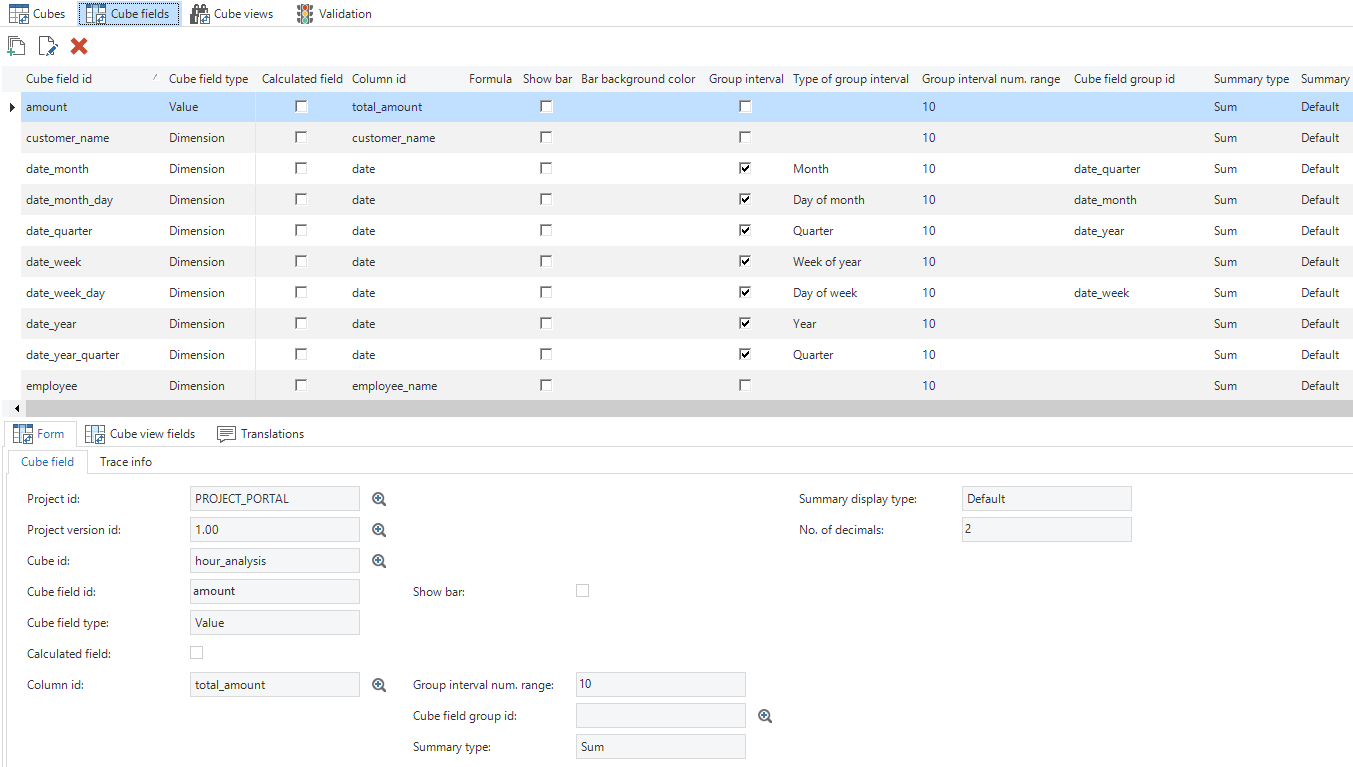 Cubes Cube fields Cube views Validation
Cube field id Cube field type Calculated field Column id Formula Show bar Bar background color Group interval Type of group interval Group interval num. range Cube field group id Summary type Summary
amount Value total_amount 10 Sum Default
customer_name Dimension customer_name 10 Sum Default
date_month Dimension date Month 10 date_quarter Sum Default
date_month_day Dimension date Day of month 10 date_month Sum Default
date_quarter Dimension date Quarter 10 date_year Sum Default
date_week Dimension date Week of year 10 Sum Default
date_week_day Dimension date Day of week 10 date_week Sum Default
date_year Dimension date Year 10 Sum Default
date_year_quarter Dimension date Quarter 10 Sum Default
employee Dimension employee_name 10 Sum Default
Form Cube view fields Translations
Cube field Trace info
Project id: PROJECT_PORTAL Summary display type: Default
Project version id: 1.00 No. of decimals: 2
Cube id: hour_analysis
Cube field id: amount Show bar:
Cube field type: Value
Calculated field:
Column id: total_amount Group interval num. range: 10
Cube field group id:
Summary type: Sum